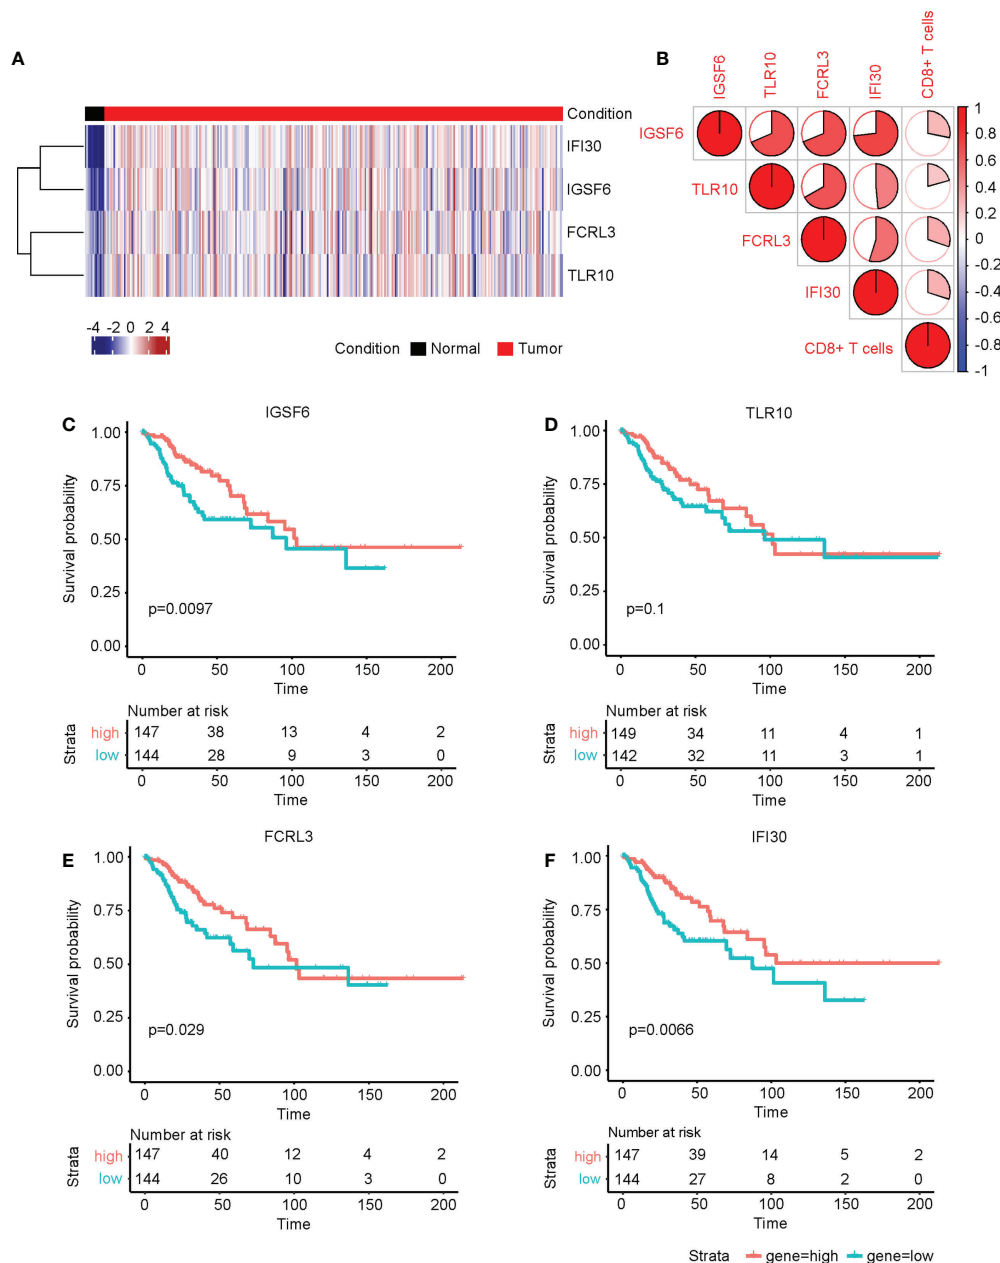 A
Condition
IFI30
IGSF6
FCRL3
TLR10
-4 -2 0 2 4
Condition Normal Tumor
B
IGSF6 TLR10 FCRL3 IFI30 CD8+ T cells
IGSF6
TLR10
FCRL3
IFI30
CD8+ T cells
1
0.8
0.6
0.4
0.2
0
-0.2
-0.4
-0.6
-0.8
-1
C
IGSF6
Survival probability
1.00
0.75
0.50
0.25
0.00
p=0.0097
0 50 100 150 200
Time
Number at risk
Strata
high 147 38 13 4 2
low 144 28 9 3 0
0 50 100 150 200
Time
D
TLR10
Survival probability
1.00
0.75
0.50
0.25
0.00
p=0.1
0 50 100 150 200
Time
Number at risk
Strata
high 149 34 11 4 1
low 142 32 11 3 1
0 50 100 150 200
Time
E
FCRL3
Survival probability
1.00
0.75
0.50
0.25
0.00
p=0.029
0 50 100 150 200
Time
Number at risk
Strata
high 147 40 12 4 2
low 144 26 10 3 0
0 50 100 150 200
Time
F
IFI30
Survival probability
1.00
0.75
0.50
0.25
0.00
p=0.0066
0 50 100 150 200
Time
Number at risk
Strata
high 147 39 14 5 2
low 144 27 8 2 0
0 50 100 150 200
Time
Strata gene=high gene=low